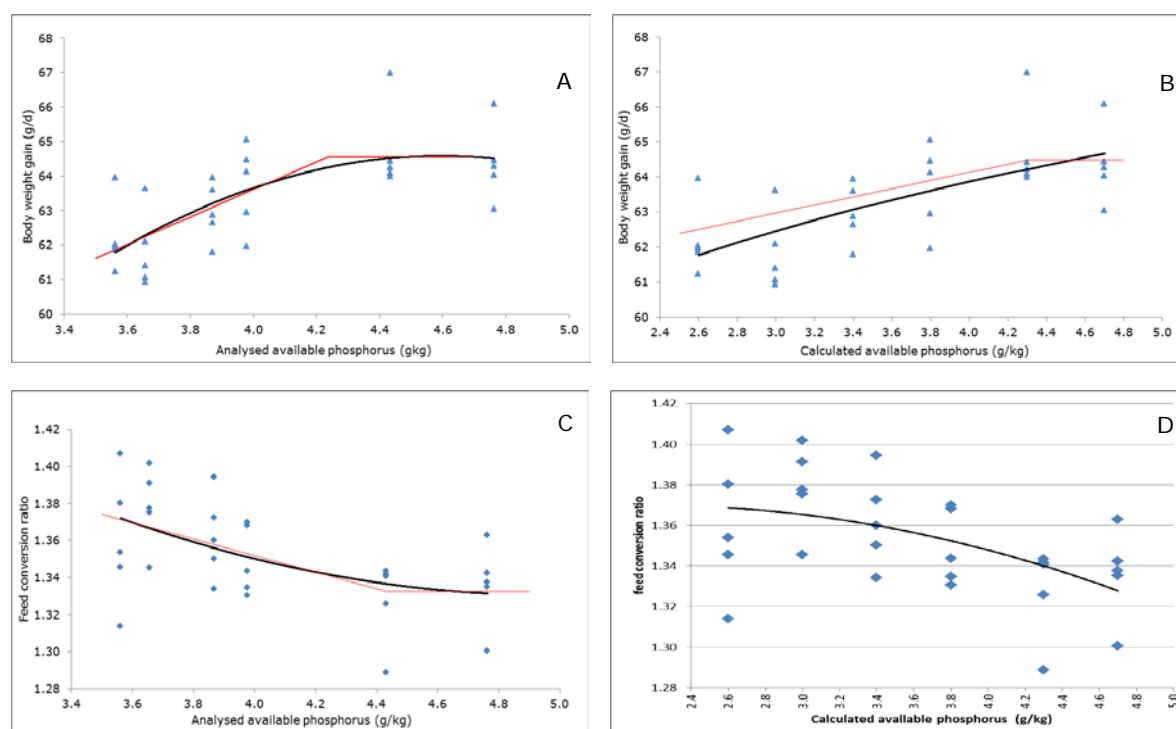 A
68
67
66
65
64
63
62
61
60
Body weight gain (g/d)
3.4 3.6 3.8 4.0 4.2 4.4 4.6 4.8 5.0
Analysed available phosphorus (gkg)
B
68
67
66
65
64
63
62
61
60
Body weight gain (g/d)
2.4 2.6 2.8 3.0 3.2 3.4 3.6 3.8 4.0 4.2 4.4 4.6 4.8 5.0
Calculated available phosphorus (g/kg)
C
1.42
1.40
1.38
1.36
1.34
1.32
1.30
1.28
Feed conversion ratio
3.4 3.6 3.8 4.0 4.2 4.4 4.6 4.8 5.0
Analysed available phosphorus (g/kg)
D
1.42
1.40
1.38
1.36
1.34
1.32
1.30
1.28
feed conversion ratio
2.4 2.6 2.8 3.0 3.2 3.4 3.6 3.8 4.0 4.2 4.4 4.6 4.8 5.0
Calculated available phosphorus (g/kg)